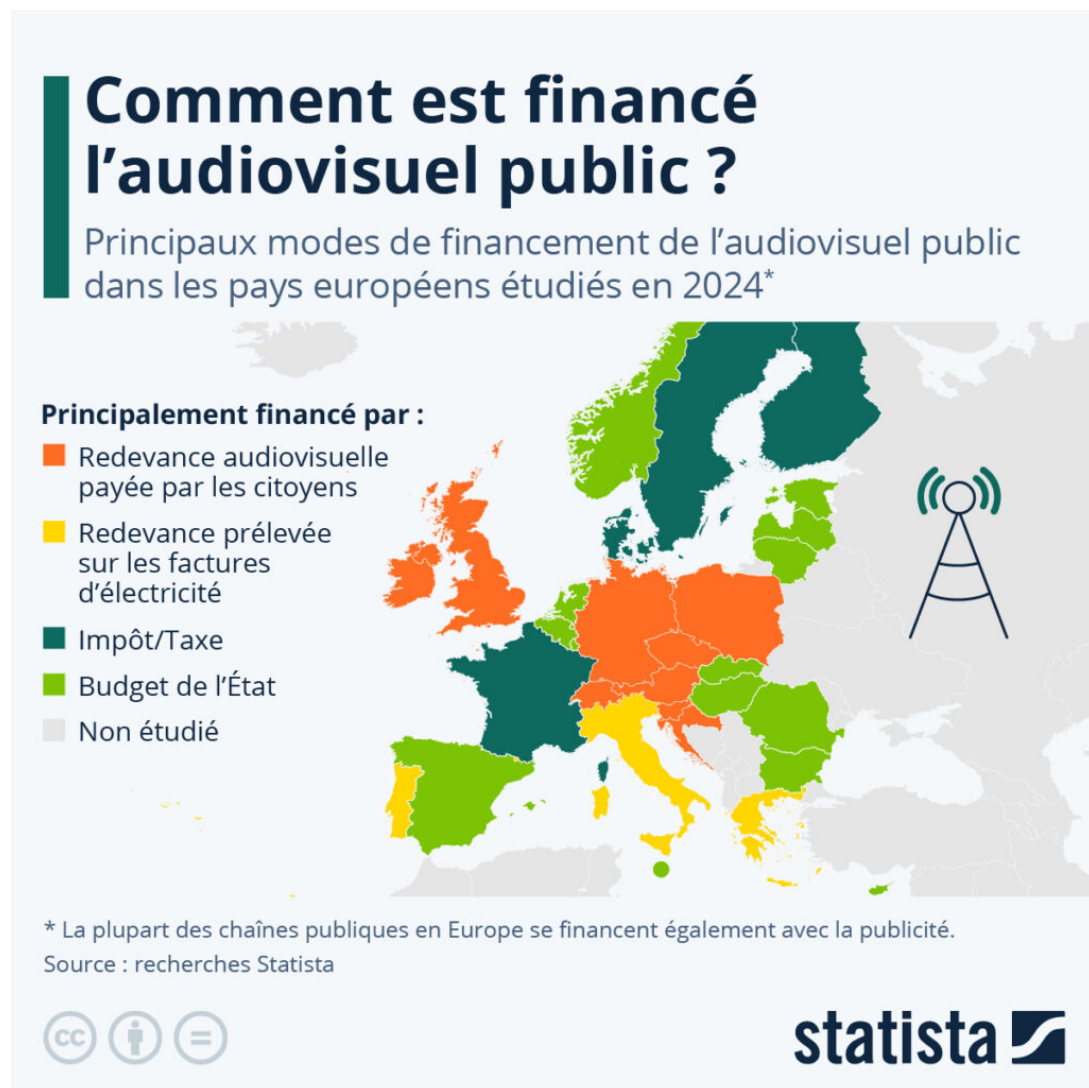 Comment est financé
l’audiovisuel public ?
Principaux modes de financement de l’audiovisuel public
dans les pays européens étudiés en 2024*
Principalement financé par :
Redevance audiovisuelle
payée par les citoyens
Redevance prélevée
sur les factures
d’électricité
Impôt/Taxe
Budget de l’État
Non étudié
* La plupart des chaînes publiques en Europe se financent également avec la publicité.
Source : recherches Statista
cc
statista